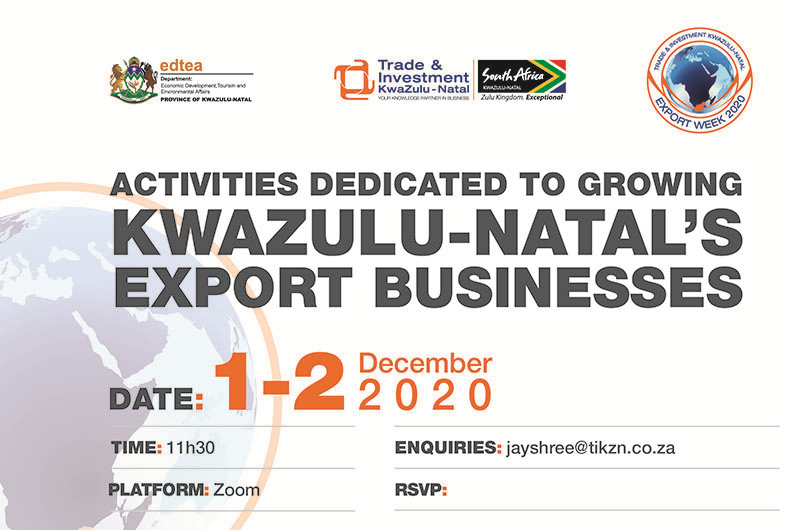 edtea
Department:
Economic Development, Tourism and
Environmental Affairs
PROVINCE OF KWAZULU-NATAL
Trade &
Investment
KwaZulu-Natal
YOUR KNOWLEDGE PARTNER IN BUSINESS
South Africa
KWAZULU-NATAL
Zulu Kingdom. Exceptional
TRADE & INVESTMENT KWAZULU-NATAL
EXPORT WEEK 2020
ACTIVITIES DEDICATED TO GROWING
KWAZULU-NATAL'S
EXPORT BUSINESSES
DATE: 1-2 December
2020
TIME: 11h30
ENQUIRIES: jayshree@tikzn.co.za
PLATFORM: Zoom
RSVP: